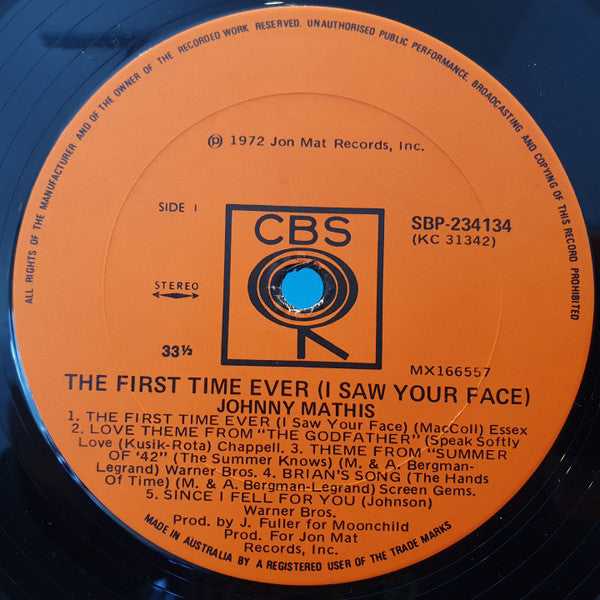 ALL RIGHTS OF THE MANUFACTURER AND OF THE OWNER OF THE RECORDED WORK RESERVED. UNAUTHORISED PUBLIC PERFORMANCE, BROADCASTING AND COPYING OF THIS RECORD PROHIBITED
℗ 1972 Jon Mat Records, Inc.
SIDE I
CBS
SBP-234134
(KC 31342)
STEREO
33⅓
MX166557
THE FIRST TIME EVER (I SAW YOUR FACE)
JOHNNY MATHIS
1. THE FIRST TIME EVER (I Saw Your Face) (MacColl) Essex
2. LOVE THEME FROM "THE GODFATHER" (Speak Softly
Love (Kusik-Rota) Chappell. 3. THEME FROM "SUMMER
OF '42" (The Summer Knows) (M. & A. Bergman-
Legrand) Warner Bros. 4. BRIAN'S SONG (The Hands
Of Time) (M. & A. Bergman-Legrand) Screen Gems.
5. SINCE I FELL FOR YOU (Johnson)
Warner Bros.
Prod. by J. Fuller for Moonchild
Prod. For Jon Mat
Records, Inc.
MADE IN AUSTRALIA BY A REGISTERED USER OF THE TRADE MARKS